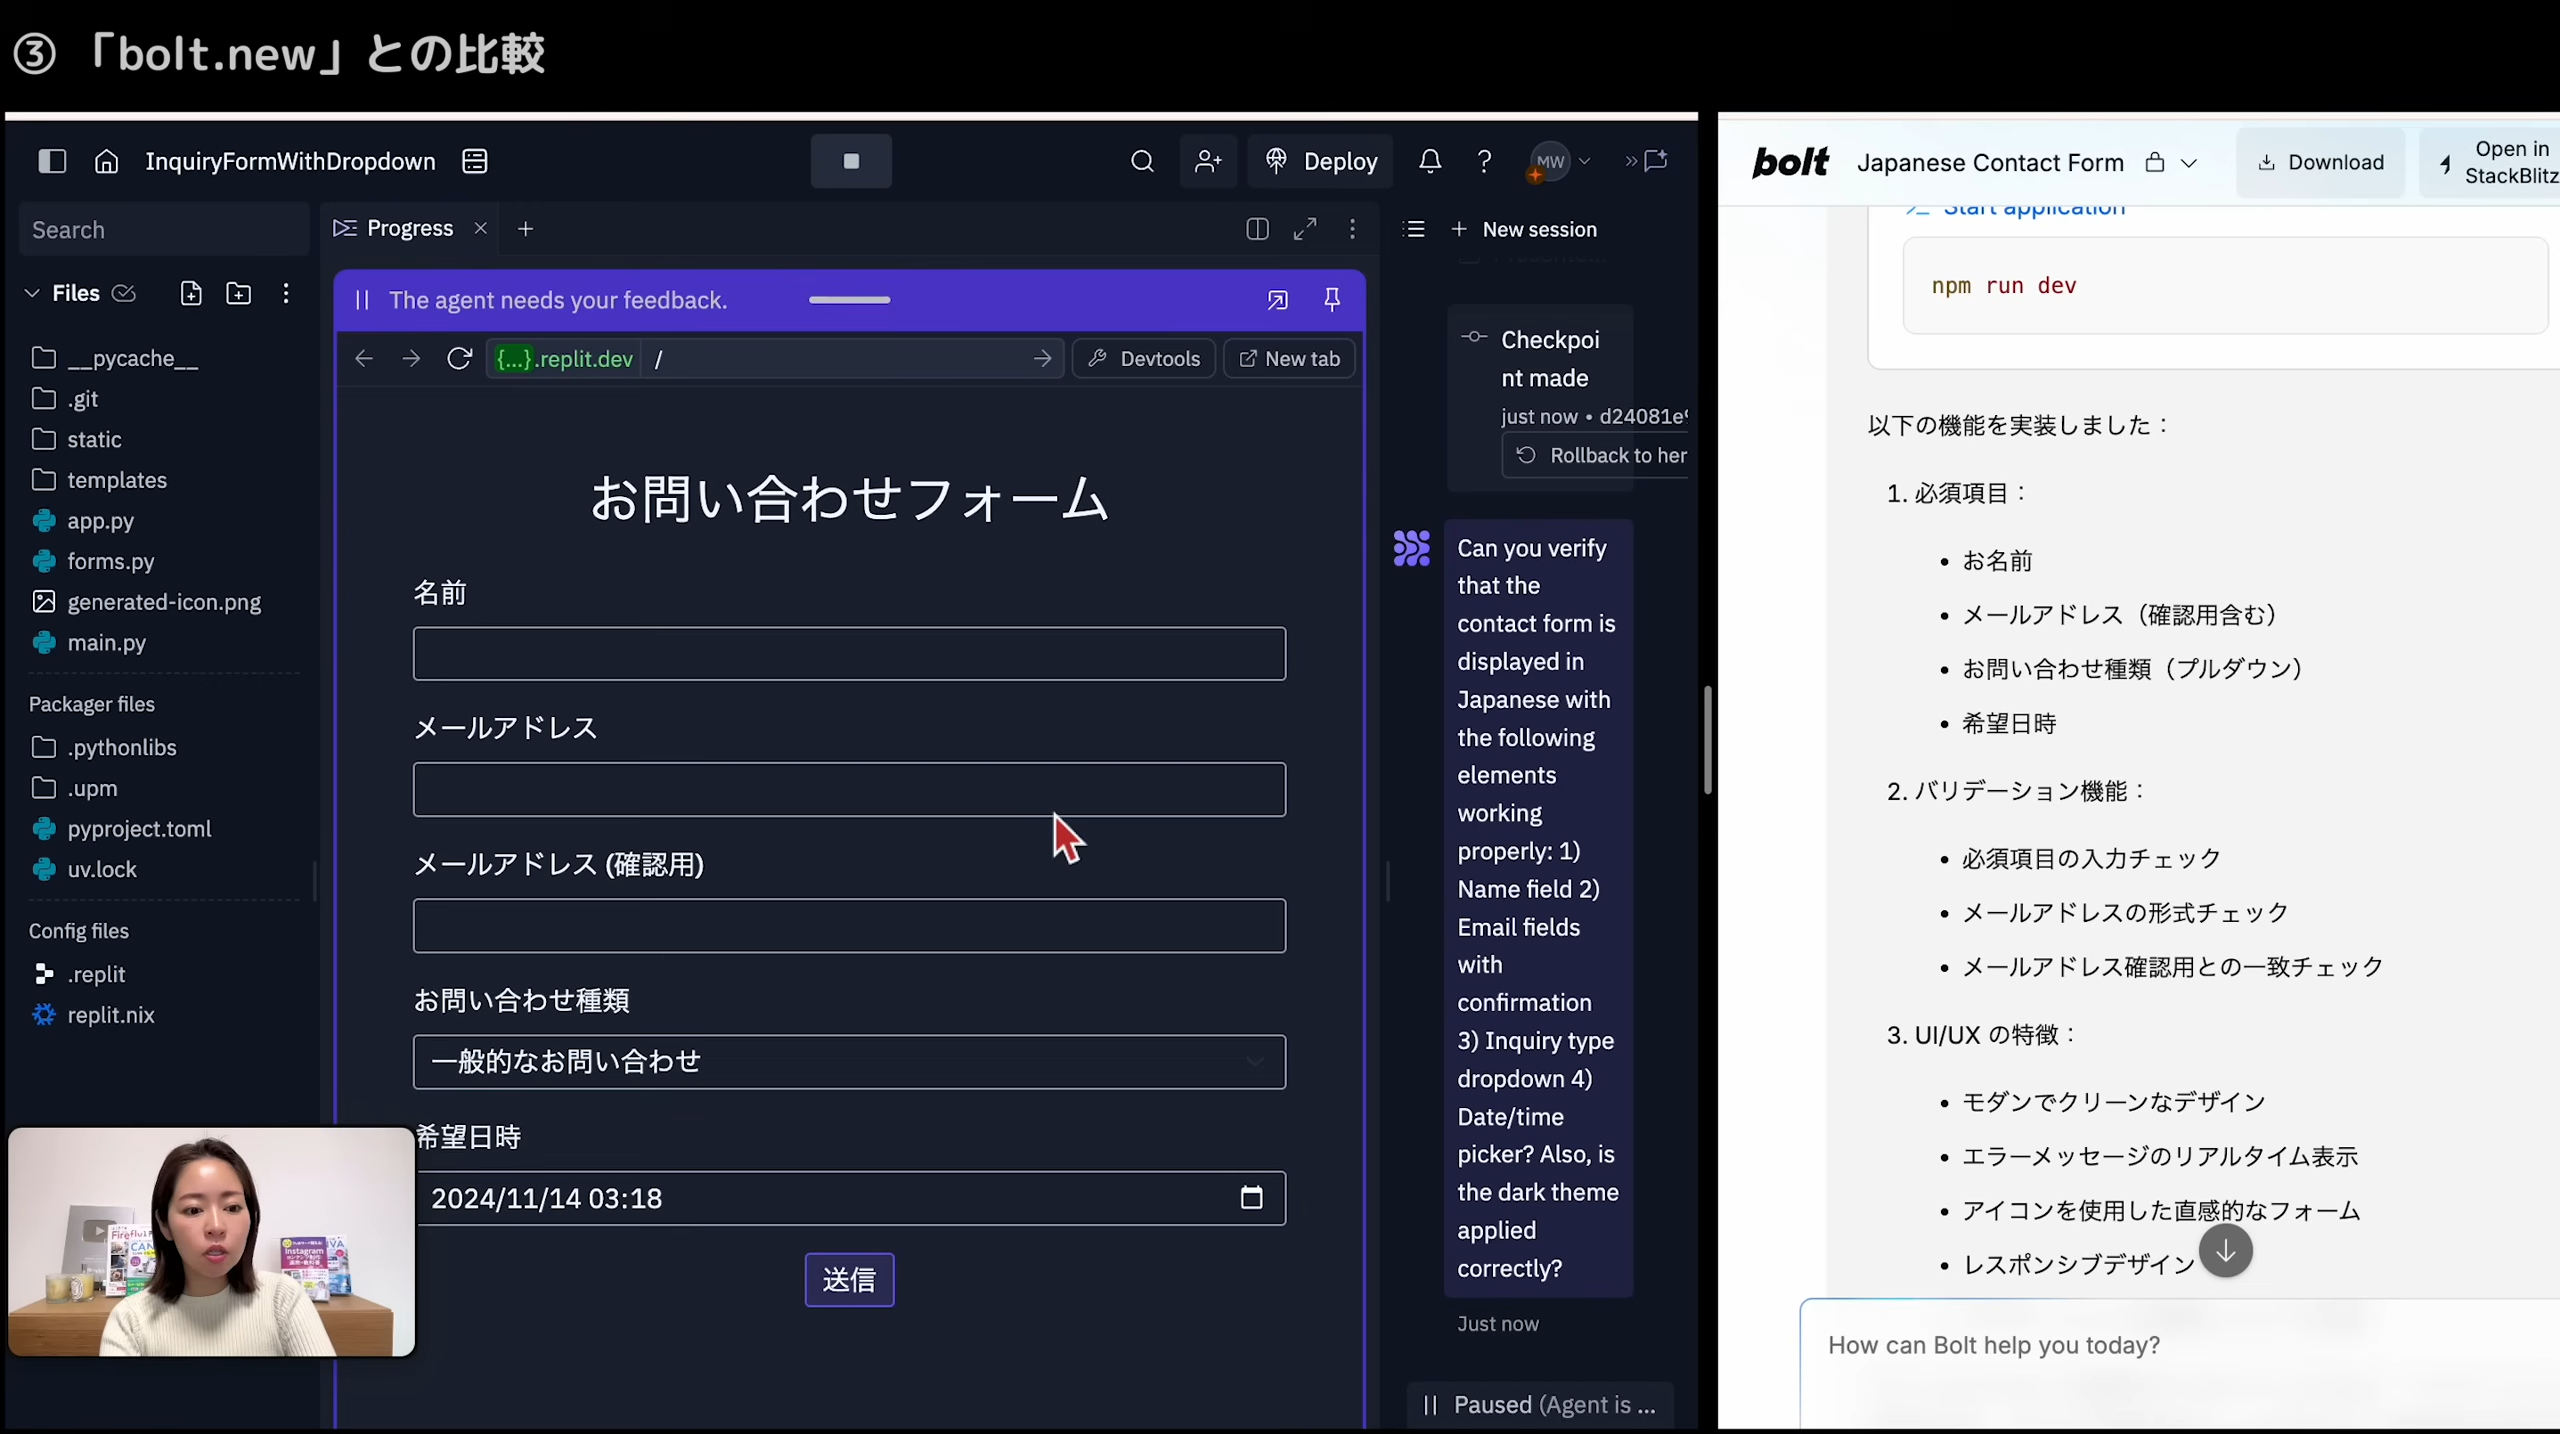 ③ 「bolt.new」との比較
InquiryFormWithDropdown
Deploy
MW
Search
Progress
New session
Files
The agent needs your feedback.
{...}.replit.dev /
Devtools
New tab
__pycache__
.git
static
templates
app.py
forms.py
generated-icon.png
main.py
Packager files
.pythonlibs
.upm
pyproject.toml
uv.lock
Config files
.replit
replit.nix
お問い合わせフォーム
名前
メールアドレス
メールアドレス (確認用)
お問い合わせ種類
一般的なお問い合わせ
希望日時
2024/11/14 03:18
送信
Checkpoi
nt made
just now • d24081e
Rollback to her
Can you verify
that the
contact form is
displayed in
Japanese with
the following
elements
working
properly: 1)
Name field 2)
Email fields
with
confirmation
3) Inquiry type
dropdown 4)
Date/time
picker? Also, is
the dark theme
applied
correctly?
Just now
Paused (Agent is ...
bolt
Japanese Contact Form
Download
Open in
StackBlitz
Start application
npm run dev
以下の機能を実装しました：
1. 必須項目：
• お名前
• メールアドレス（確認用含む）
• お問い合わせ種類（プルダウン）
• 希望日時
2. バリデーション機能：
• 必須項目の入力チェック
• メールアドレスの形式チェック
• メールアドレス確認用との一致チェック
3. UI/UX の特徴：
• モダンでクリーンなデザイン
• エラーメッセージのリアルタイム表示
• アイコンを使用した直感的なフォーム
• レスポンシブデザイン
How can Bolt help you today?